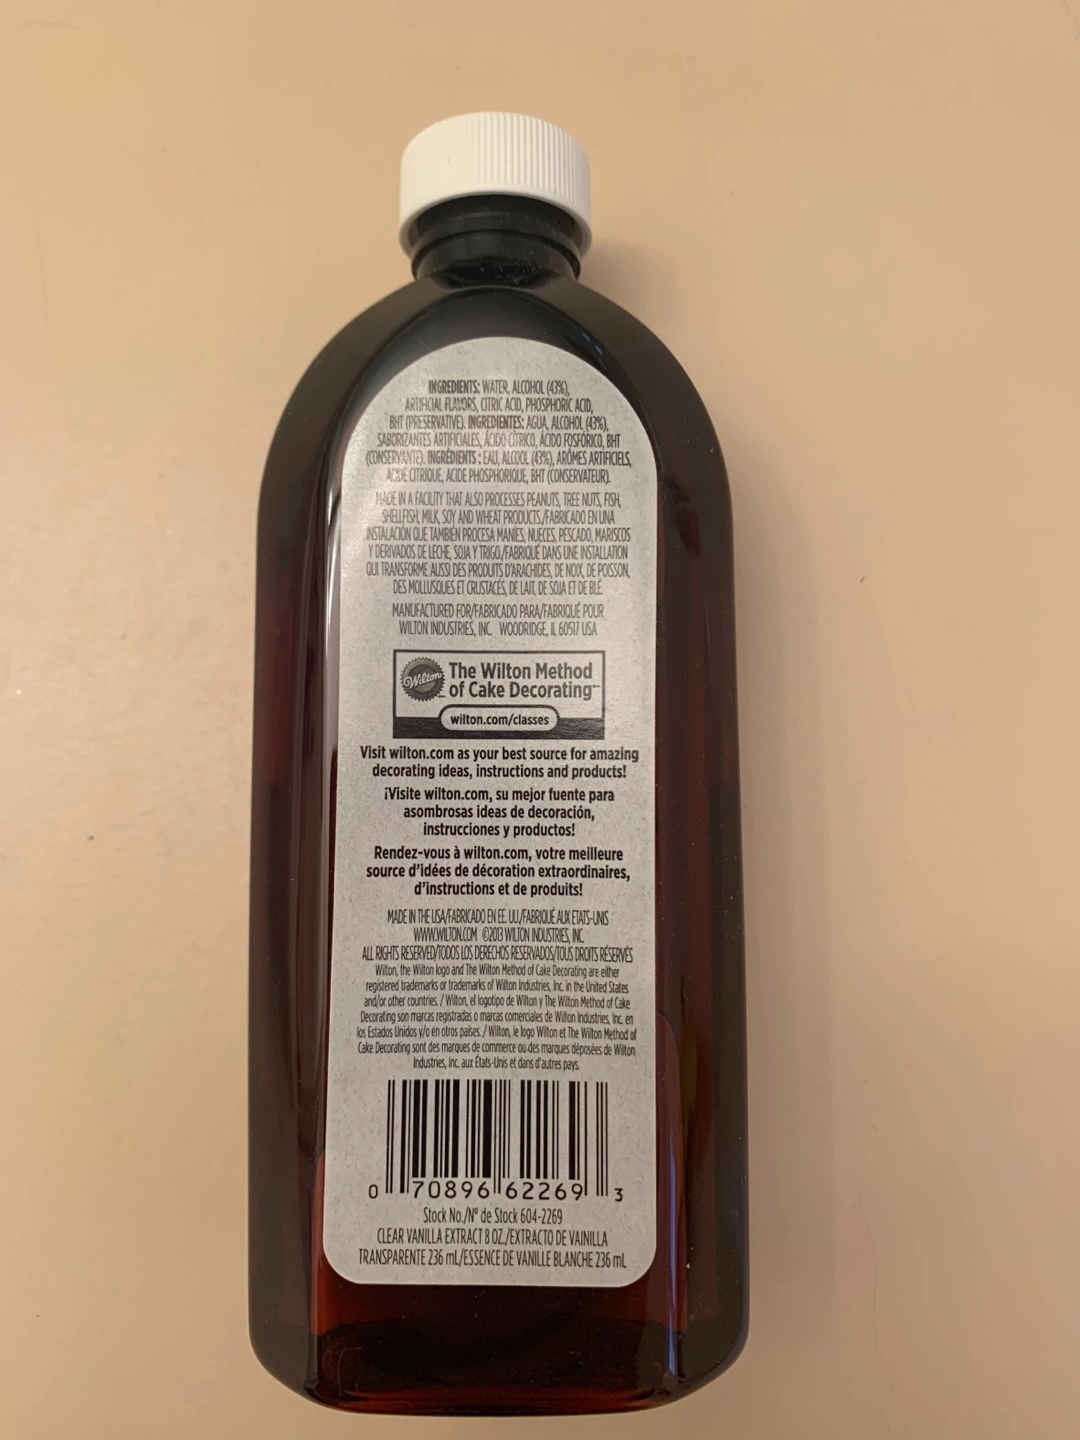 INGREDIENTS: WATER, ALCOHOL (43%),
ARTIFICIAL FLAVORS, CITRIC ACID, PHOSPHORIC ACID,
BHT (PRESERVATIVE). INGREDIENTES: AGUA, ALCOHOL (43%),
SABORIZANTES ARTIFICIALES, ÁCIDO CÍTRICO, ÁCIDO FOSFÓRICO, BHT
(CONSERVANTE). INGRÉDIENTS : EAU, ALCOOL (43%), ARÔMES ARTIFICIELS,
ACIDE CITRIQUE, ACIDE PHOSPHORIQUE, BHT (CONSERVATEUR).
MADE IN A FACILITY THAT ALSO PROCESSES PEANUTS, TREE NUTS, FISH,
SHELLFISH, MILK, SOY AND WHEAT PRODUCTS./FABRICADO EN UNA
INSTALACIÓN QUE TAMBIÉN PROCESA MANÍES, NUECES, PESCADO, MARISCOS
Y DERIVADOS DE LECHE, SOJA Y TRIGO./FABRIQUÉ DANS UNE INSTALLATION
QUI TRANSFORME AUSSI DES PRODUITS D'ARACHIDES, DE NOIX, DE POISSON,
DES MOLLUSQUES ET CRUSTACÉS, DE LAIT, DE SOJA ET DE BLÉ.
MANUFACTURED FOR/FABRICADO PARA/FABRIQUÉ POUR
WILTON INDUSTRIES, INC. WOODRIDGE, IL 60517 USA
Wilton The Wilton Method
of Cake Decorating™
wilton.com/classes
Visit wilton.com as your best source for amazing
decorating ideas, instructions and products!
¡Visite wilton.com, su mejor fuente para
asombrosas ideas de decoración,
instrucciones y productos!
Rendez-vous à wilton.com, votre meilleure
source d'idées de décoration extraordinaires,
d'instructions et de produits!
MADE IN THE USA/FABRICADO EN EE. UU./FABRIQUÉ AUX ETATS-UNIS
WWW.WILTON.COM ©2013 WILTON INDUSTRIES, INC.
ALL RIGHTS RESERVED/TODOS LOS DERECHOS RESERVADOS/TOUS DROITS RÉSERVÉS
Wilton, the Wilton logo and The Wilton Method of Cake Decorating are either
registered trademarks or trademarks of Wilton Industries, Inc. in the United States
and/or other countries. / Wilton, el logotipo de Wilton y The Wilton Method of Cake
Decorating son marcas registradas o marcas comerciales de Wilton Industries, Inc. en
los Estados Unidos y/o en otros países. / Wilton, le logo Wilton et The Wilton Method of
Cake Decorating sont des marques de commerce ou des marques déposées de Wilton
Industries, Inc. aux États-Unis et dans d'autres pays.
0 70896 62269 3
Stock No./N° de Stock 604-2269
CLEAR VANILLA EXTRACT 8 OZ./EXTRACTO DE VAINILLA
TRANSPARENTE 236 mL/ESSENCE DE VANILLE BLANCHE 236 mL